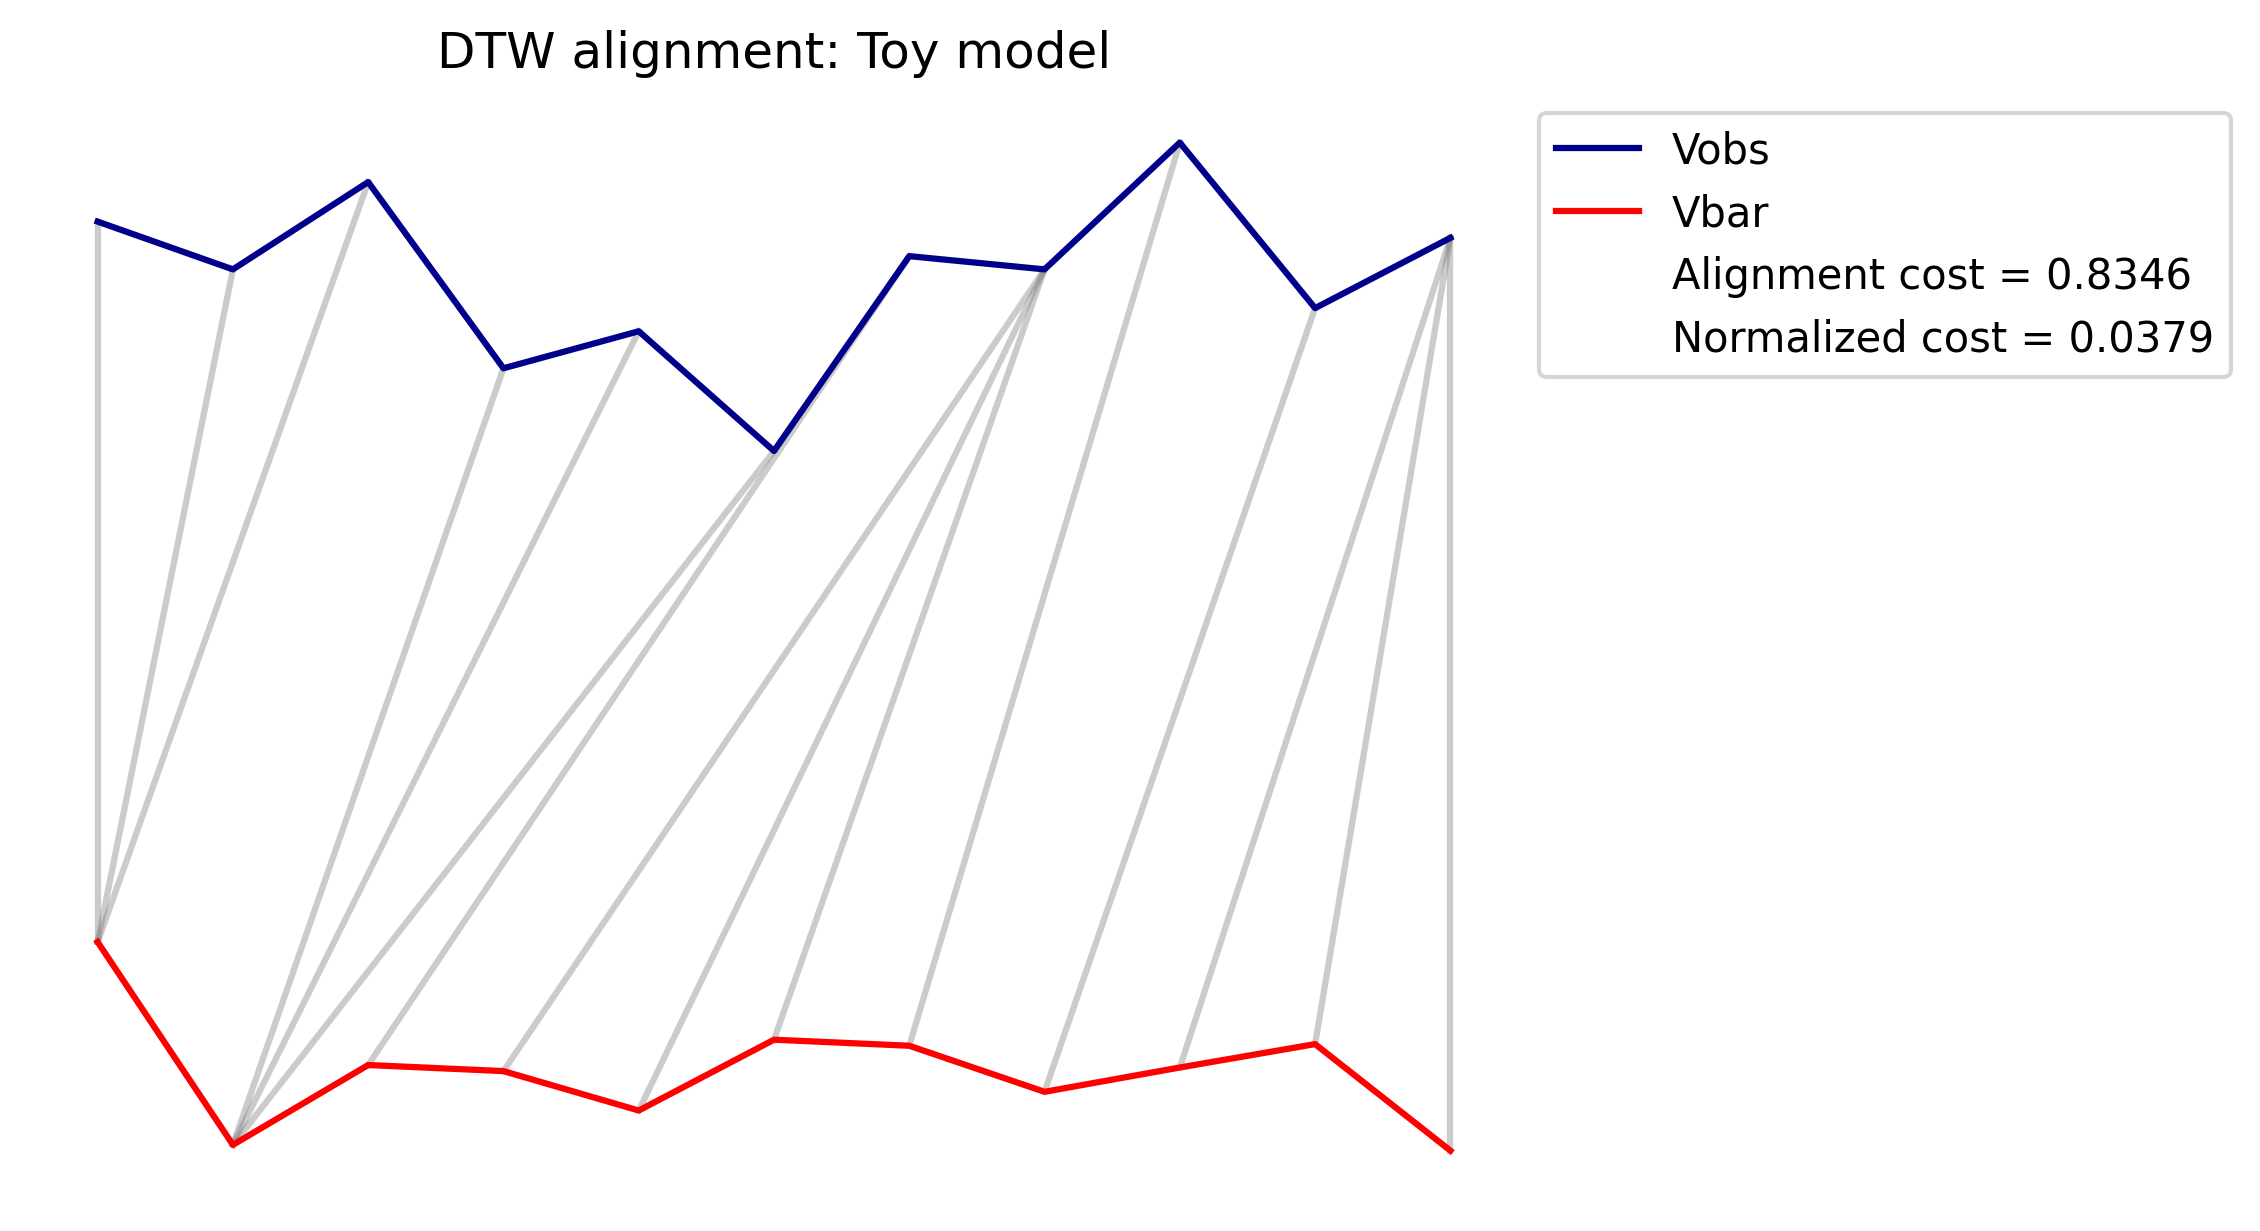 DTW alignment: Toy model
Vobs
Vbar
Alignment cost = 0.8346
Normalized cost = 0.0379